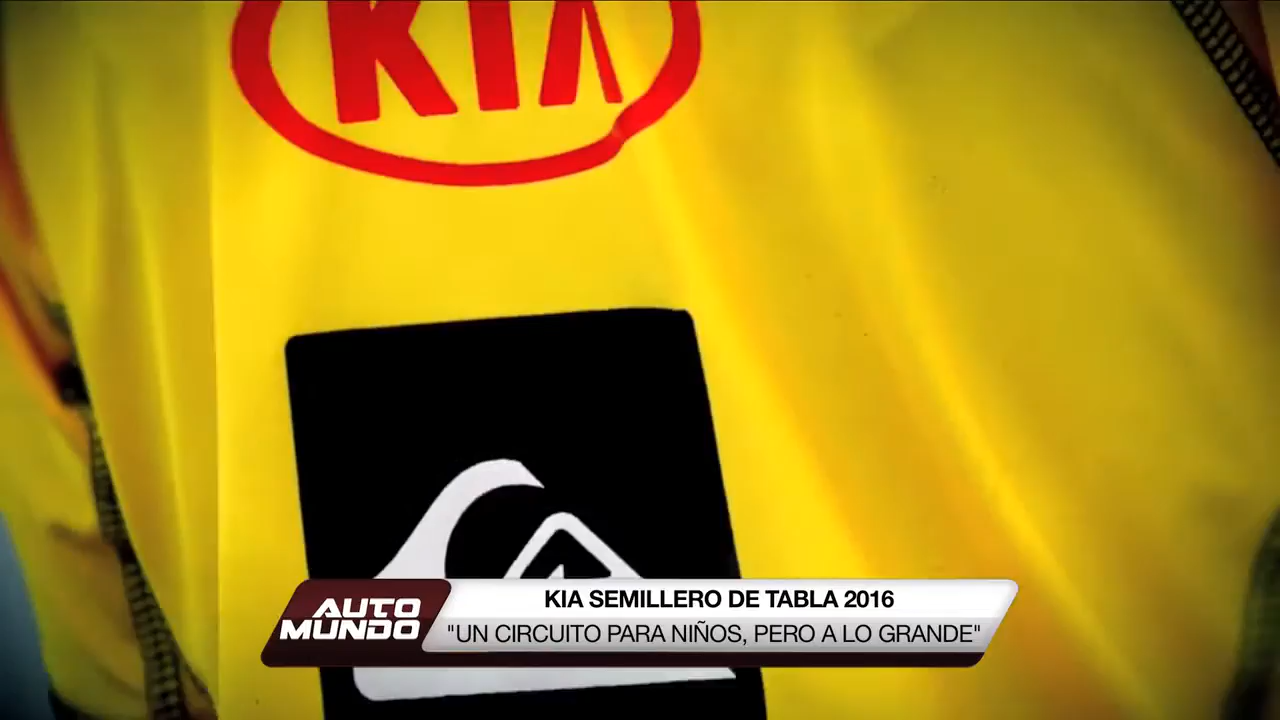 KIA
AUTO
MUNDO
KIA SEMILLERO DE TABLA 2016
"UN CIRCUITO PARA NIÑOS, PERO A LO GRANDE"